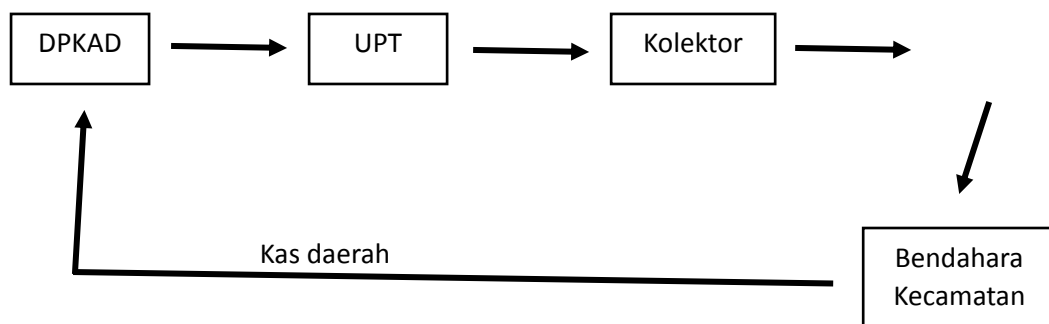 DPKAD
UPT
Kolektor
Kas daerah
Bendahara
Kecamatan